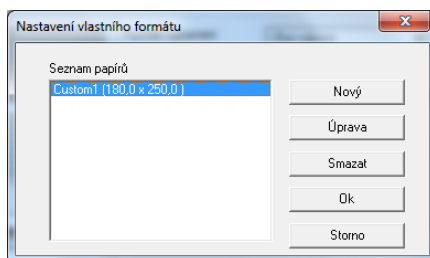 Nastavení vlastního formátu
Seznam papírů
Custom1 (180,0 x 250,0 )
Nový
Úprava
Smazat
Ok
Storno